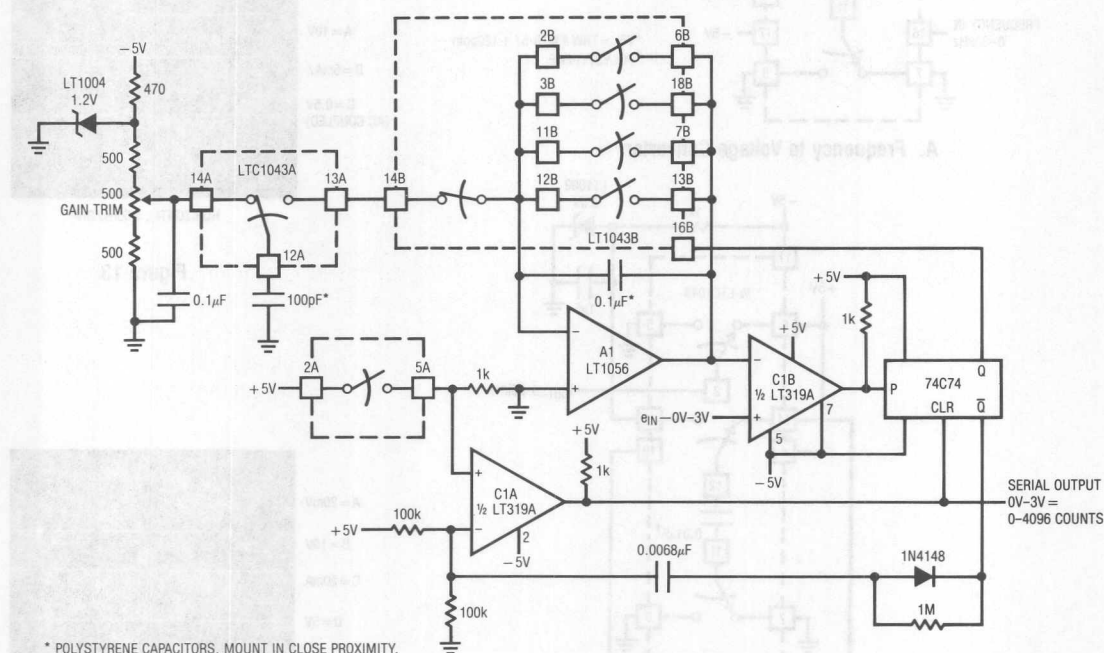 −5V
LT1004
1.2V
470
500
500
GAIN TRIM
500
0.1μF
14A
LTC1043A
13A
12A
100pF*
14B
2B
6B
3B
18B
11B
7B
12B
13B
LT1043B
16B
0.1μF*
−
A1
LT1056
+
+5V
2A
5A
1k
+5V
1k
+5V
1k
−
+5V
C1B
½ LT319A
7
+
5
−5V
eIN −0V−3V
P
74C74
Q
CLR
Q̅
+
C1A
½ LT319A
−
2
−5V
+5V
100k
100k
0.0068μF
1N4148
1M
SERIAL OUTPUT
0V−3V =
0−4096 COUNTS
* POLYSTYRENE CAPACITORS. MOUNT IN CLOSE PROXIMITY.